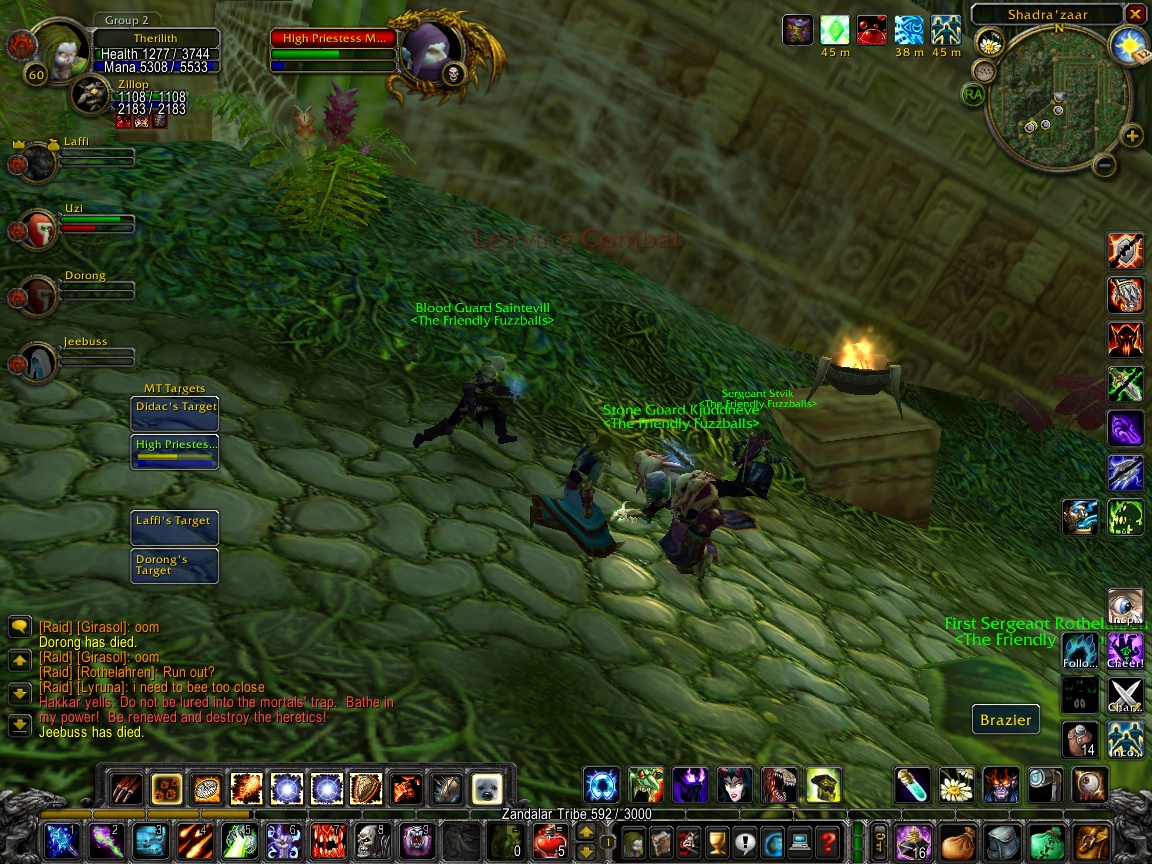 Group 2
Therilith
Health 1277 / 3744
Mana 5308 / 5533
60
Zillop
1108 / 1108
2183 / 2183
High Priestess M...
45 m
38 m
45 m
Shadra'zaar
N
SW
RA
Laffi
Uzi
Dorong
Jeebuss
MT Targets
Didac's Target
High Priestes...
Laffi's Target
Dorong's
Target
Leaving Combat
Blood Guard Saintevill
<The Friendly Fuzzballs>
Sergeant Stvik
<The Friendly Fuzzballs>
Stone Guard Kjuddneve
<The Friendly Fuzzballs>
First Sergeant Rothelahren
<The Friendly
[Raid] [Girasol]: oom
Dorong has died.
[Raid] [Girasol]: oom
[Raid] [Rothelahren]: Run out?
[Raid] [Lyruna]: i need to bee too close
Hakkar yells: Do not be lured into the mortals' trap. Bathe in
my power! Be renewed and destroy the heretics!
Jeebuss has died.
Follo...
Cheer!
Char...
14
Brazier
Zandalar Tribe 592 / 3000
1
2
3
4
5
6
7
8
9
0
=
5
1
16